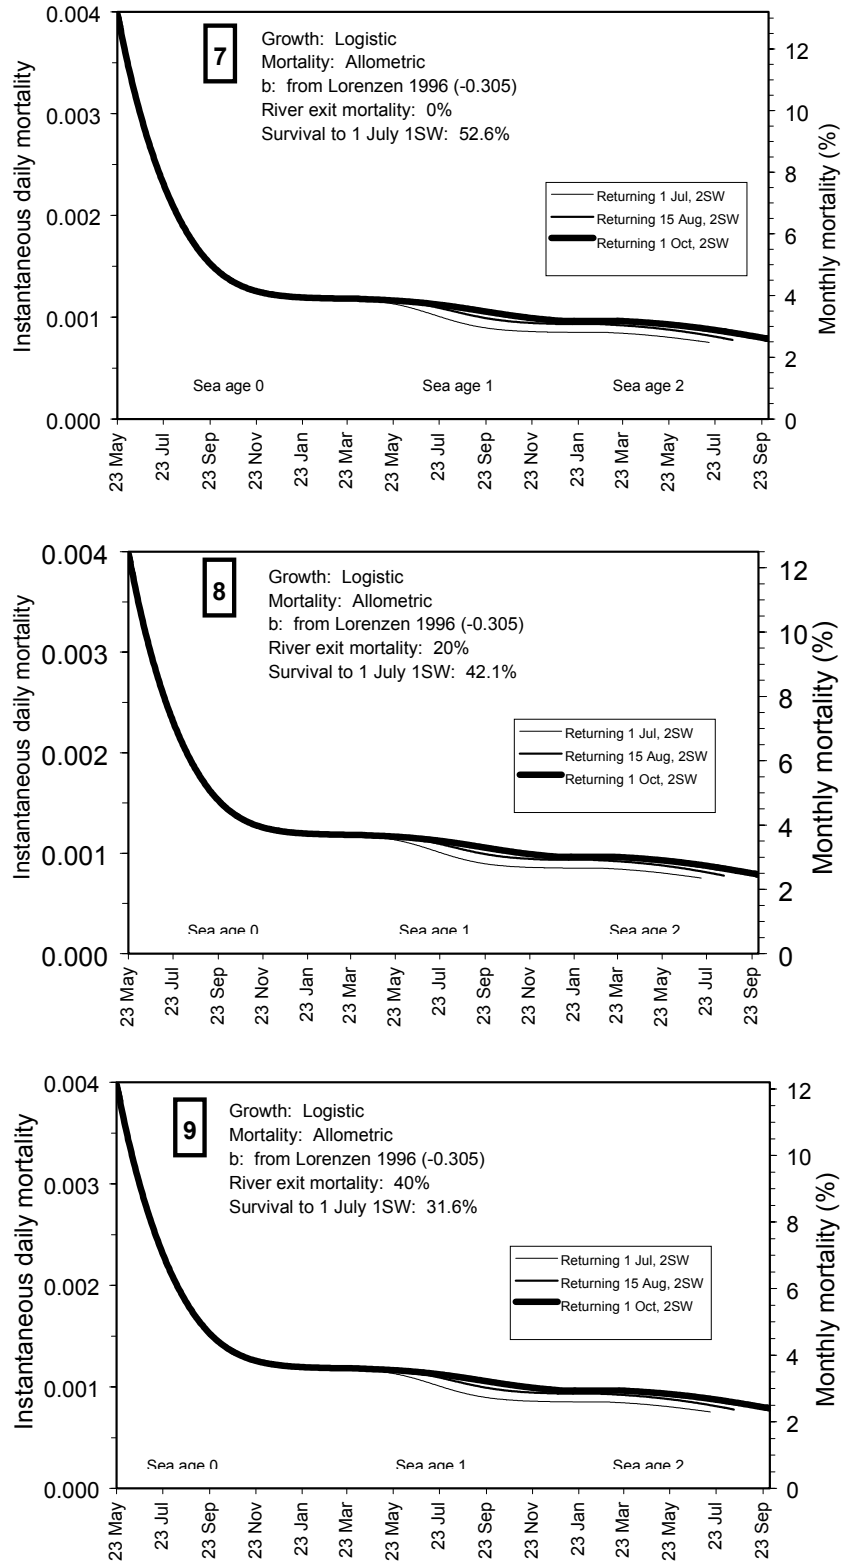 7
Growth: Logistic
Mortality: Allometric
b: from Lorenzen 1996 (-0.305)
River exit mortality: 0%
Survival to 1 July 1SW: 52.6%
Instantaneous daily mortality
0.004
0.003
0.002
0.001
0.000
Returning 1 Jul, 2SW
Returning 15 Aug, 2SW
Returning 1 Oct, 2SW
Monthly mortality (%)
12
10
8
6
4
2
0
Sea age 0
Sea age 1
Sea age 2
23 May
23 Jul
23 Sep
23 Nov
23 Jan
23 Mar
23 May
23 Jul
23 Sep
23 Nov
23 Jan
23 Mar
23 May
23 Jul
23 Sep
8
Growth: Logistic
Mortality: Allometric
b: from Lorenzen 1996 (-0.305)
River exit mortality: 20%
Survival to 1 July 1SW: 42.1%
Instantaneous daily mortality
0.004
0.003
0.002
0.001
0.000
Returning 1 Jul, 2SW
Returning 15 Aug, 2SW
Returning 1 Oct, 2SW
Monthly mortality (%)
12
10
8
6
4
2
0
Sea age 0
Sea age 1
Sea age 2
23 May
23 Jul
23 Sep
23 Nov
23 Jan
23 Mar
23 May
23 Jul
23 Sep
23 Nov
23 Jan
23 Mar
23 May
23 Jul
23 Sep
9
Growth: Logistic
Mortality: Allometric
b: from Lorenzen 1996 (-0.305)
River exit mortality: 40%
Survival to 1 July 1SW: 31.6%
Instantaneous daily mortality
0.004
0.003
0.002
0.001
0.000
Returning 1 Jul, 2SW
Returning 15 Aug, 2SW
Returning 1 Oct, 2SW
Monthly mortality (%)
12
10
8
6
4
2
0
Sea age 0
Sea age 1
Sea age 2
23 May
23 Jul
23 Sep
23 Nov
23 Jan
23 Mar
23 May
23 Jul
23 Sep
23 Nov
23 Jan
23 Mar
23 May
23 Jul
23 Sep